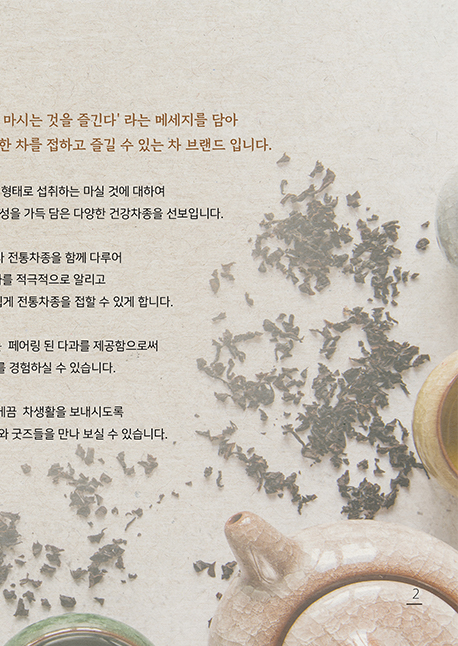 마시는 것을 즐긴다' 라는 메세지를 담아
한 차를 접하고 즐길 수 있는 차 브랜드 입니다.
형태로 섭취하는 마실 것에 대하여
성을 가득 담은 다양한 건강차종을 선보입니다.
전통차종을 함께 다루어
를 적극적으로 알리고
게 전통차종을 접할 수 있게 합니다.
페어링 된 다과를 제공함으로써
를 경험하실 수 있습니다.
에끔 차생활을 보내시도록
와 굿즈들을 만나 보실 수 있습니다.
2